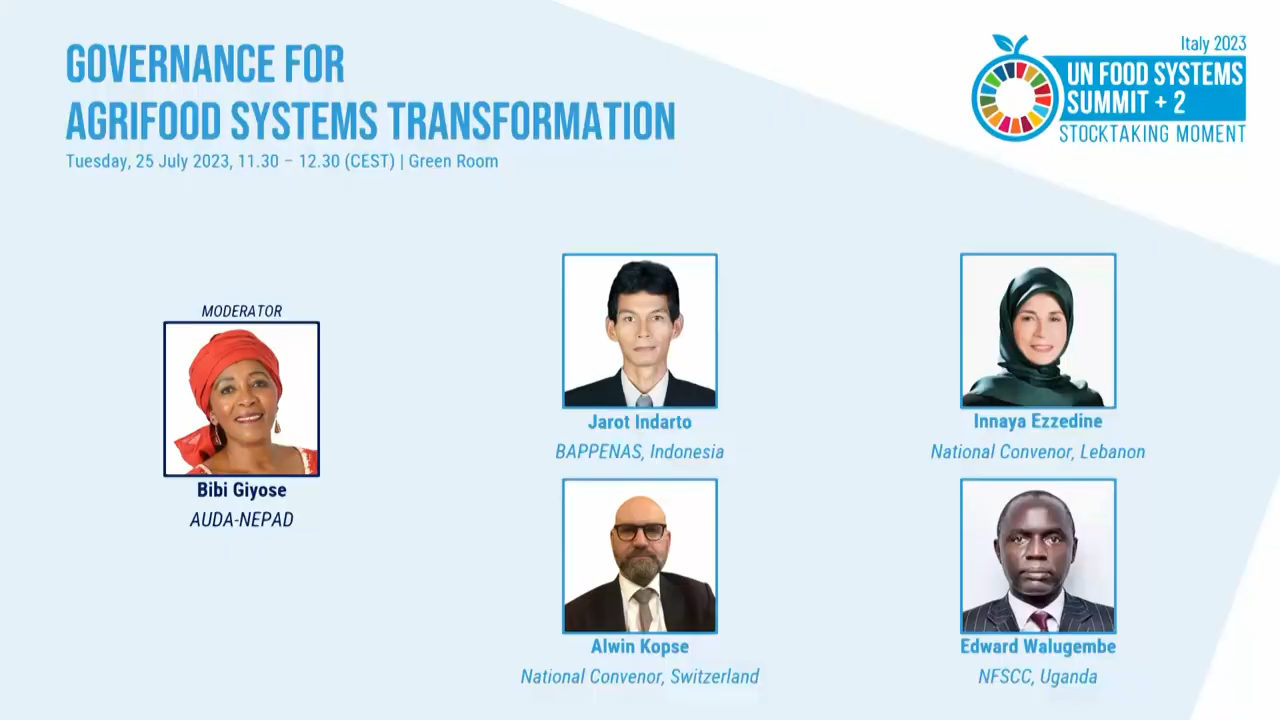 GOVERNANCE FOR
AGRIFOOD SYSTEMS TRANSFORMATION
Tuesday, 25 July 2023, 11.30 – 12.30 (CEST) | Green Room
Italy 2023
UN FOOD SYSTEMS
SUMMIT + 2
STOCKTAKING MOMENT
MODERATOR
Bibi Giyose
AUDA-NEPAD
Jarot Indarto
BAPPENAS, Indonesia
Innaya Ezzedine
National Convenor, Lebanon
Alwin Kopse
National Convenor, Switzerland
Edward Walugembe
NFSCC, Uganda